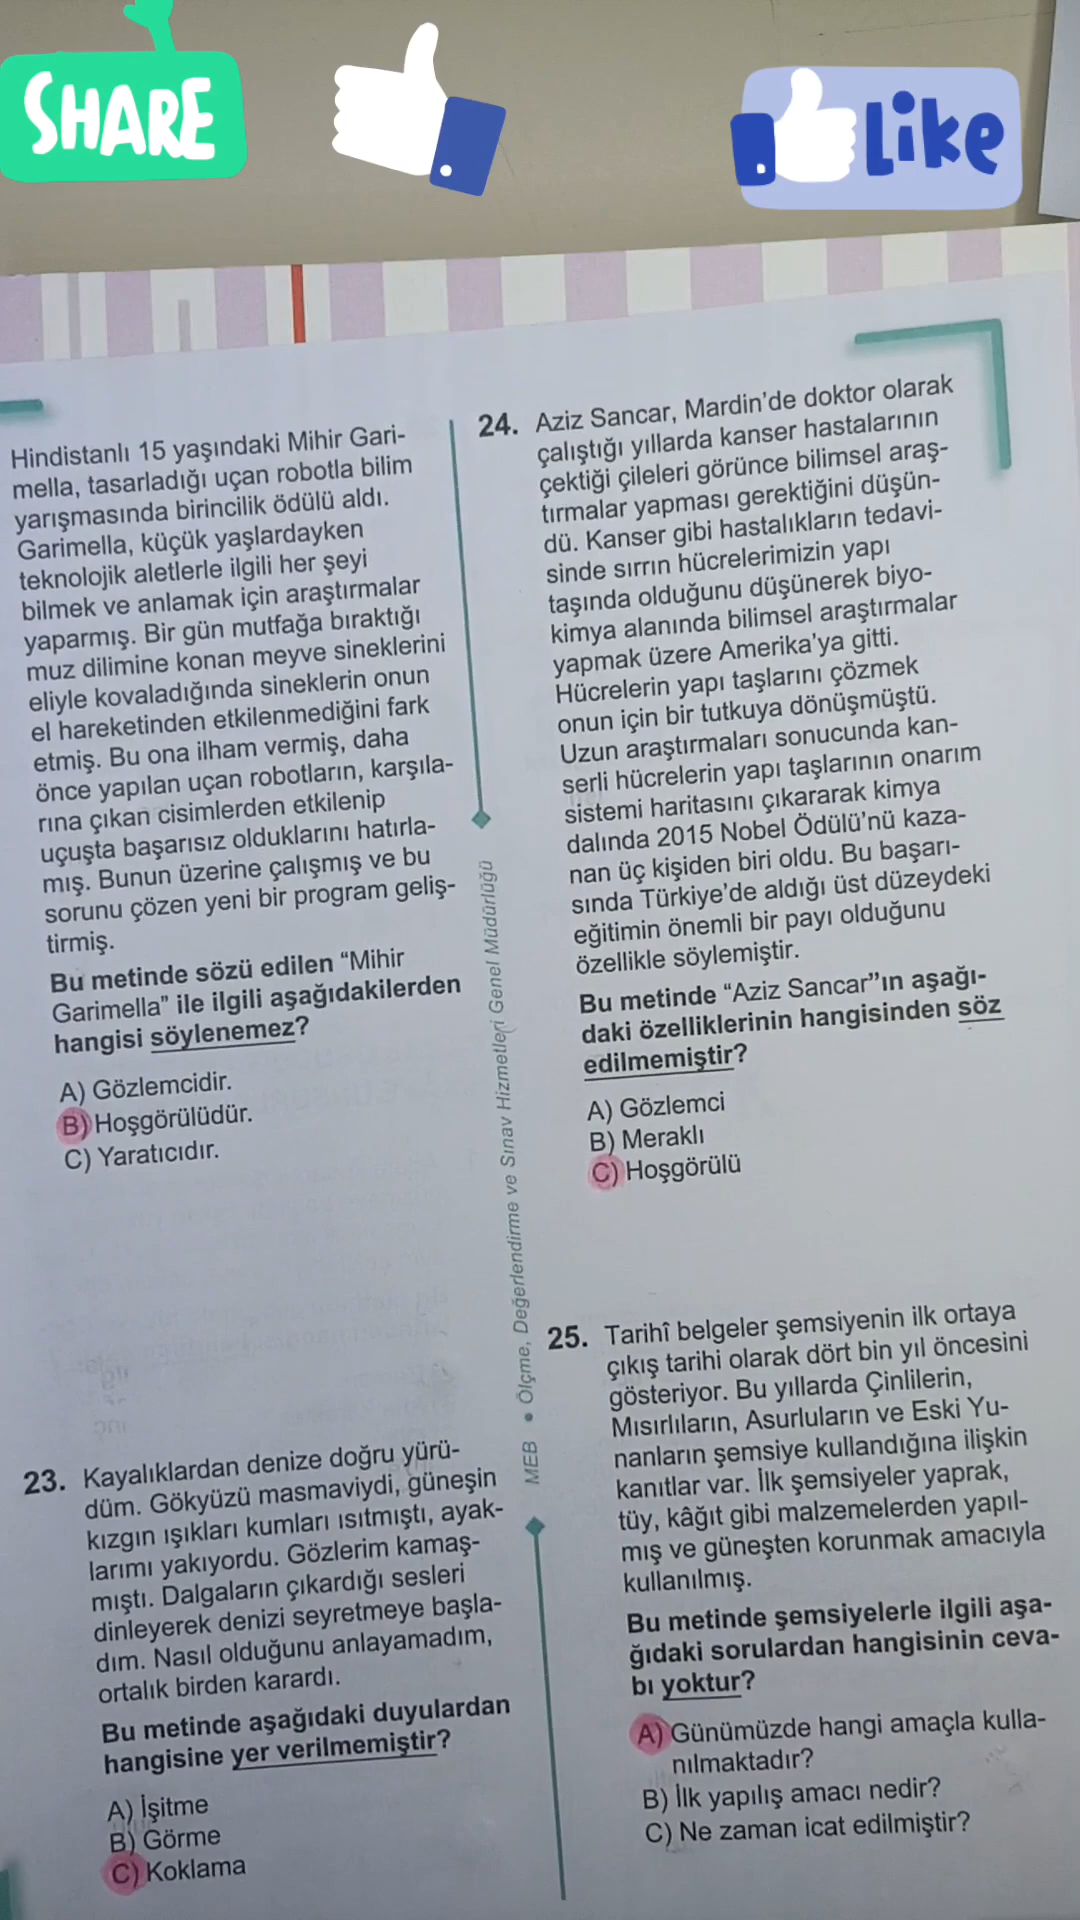 SHARE
Like
Hindistanlı 15 yaşındaki Mihir Gari-
mella, tasarladığı uçan robotla bilim
yarışmasında birincilik ödülü aldı.
Garimella, küçük yaşlardayken
teknolojik aletlerle ilgili her şeyi
bilmek ve anlamak için araştırmalar
yaparmış. Bir gün mutfağa bıraktığı
muz dilimine konan meyve sineklerini
eliyle kovaladığında sineklerin onun
el hareketinden etkilenmediğini fark
etmiş. Bu ona ilham vermiş, daha
önce yapılan uçan robotların, karşıla-
rına çıkan cisimlerden etkilenip
uçuşta başarısız olduklarını hatırla-
mış. Bunun üzerine çalışmış ve bu
sorunu çözen yeni bir program geliş-
tirmiş.
Bu metinde sözü edilen “Mihir
Garimella” ile ilgili aşağıdakilerden
hangisi söylenemez?
A) Gözlemcidir.
B) Hoşgörülüdür.
C) Yaratıcıdır.
23. Kayalıklardan denize doğru yürü-
düm. Gökyüzü masmaviydi, güneşin
kızgın ışıkları kumları ısıtmıştı, ayak-
larımı yakıyordu. Gözlerim kamaş-
mıştı. Dalgaların çıkardığı sesleri
dinleyerek denizi seyretmeye başla-
dım. Nasıl olduğunu anlayamadım,
ortalık birden karardı.
Bu metinde aşağıdaki duyulardan
hangisine yer verilmemiştir?
A) İşitme
B) Görme
C) Koklama
MEB • Ölçme, Değerlendirme ve Sınav Hizmetleri Genel Müdürlüğü
24. Aziz Sancar, Mardin’de doktor olarak
çalıştığı yıllarda kanser hastalarının
çektiği çileleri görünce bilimsel araş-
tırmalar yapması gerektiğini düşün-
dü. Kanser gibi hastalıkların tedavi-
sinde sırrın hücrelerimizin yapı
taşında olduğunu düşünerek biyo-
kimya alanında bilimsel araştırmalar
yapmak üzere Amerika’ya gitti.
Hücrelerin yapı taşlarını çözmek
onun için bir tutkuya dönüşmüştü.
Uzun araştırmaları sonucunda kan-
serli hücrelerin yapı taşlarının onarım
sistemi haritasını çıkararak kimya
dalında 2015 Nobel Ödülü’nü kaza-
nan üç kişiden biri oldu. Bu başarı-
sında Türkiye’de aldığı üst düzeydeki
eğitimin önemli bir payı olduğunu
özellikle söylemiştir.
Bu metinde “Aziz Sancar”ın aşağı-
daki özelliklerinin hangisinden söz
edilmemiştir?
A) Gözlemci
B) Meraklı
C) Hoşgörülü
25. Tarihî belgeler şemsiyenin ilk ortaya
çıkış tarihi olarak dört bin yıl öncesini
gösteriyor. Bu yıllarda Çinlilerin,
Mısırlıların, Asurluların ve Eski Yu-
nanların şemsiye kullandığına ilişkin
kanıtlar var. İlk şemsiyeler yaprak,
tüy, kâğıt gibi malzemelerden yapıl-
mış ve güneşten korunmak amacıyla
kullanılmış.
Bu metinde şemsiyelerle ilgili aşa-
ğıdaki sorulardan hangisinin ceva-
bı yoktur?
A) Günümüzde hangi amaçla kulla-
nılmaktadır?
B) İlk yapılış amacı nedir?
C) Ne zaman icat edilmiştir?